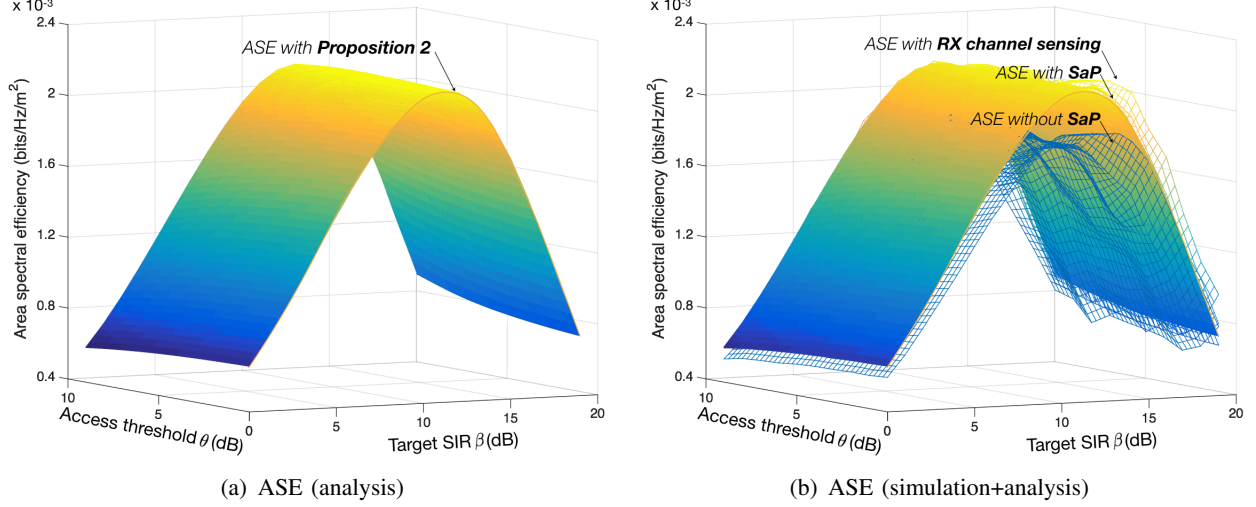 x 10⁻³
2.4
2
1.6
1.2
0.8
0.4
Area spectral efficiency (bits/Hz/m²)
ASE with Proposition 2
10
5
0
Access threshold θ (dB)
0
5
10
15
20
Target SIR β (dB)
(a) ASE (analysis)
x 10⁻³
2.4
2
1.6
1.2
0.8
0.4
Area spectral efficiency (bits/Hz/m²)
ASE with RX channel sensing
ASE with SaP
ASE without SaP
10
5
0
Access threshold θ (dB)
5
10
15
20
Target SIR β (dB)
(b) ASE (simulation+analysis)